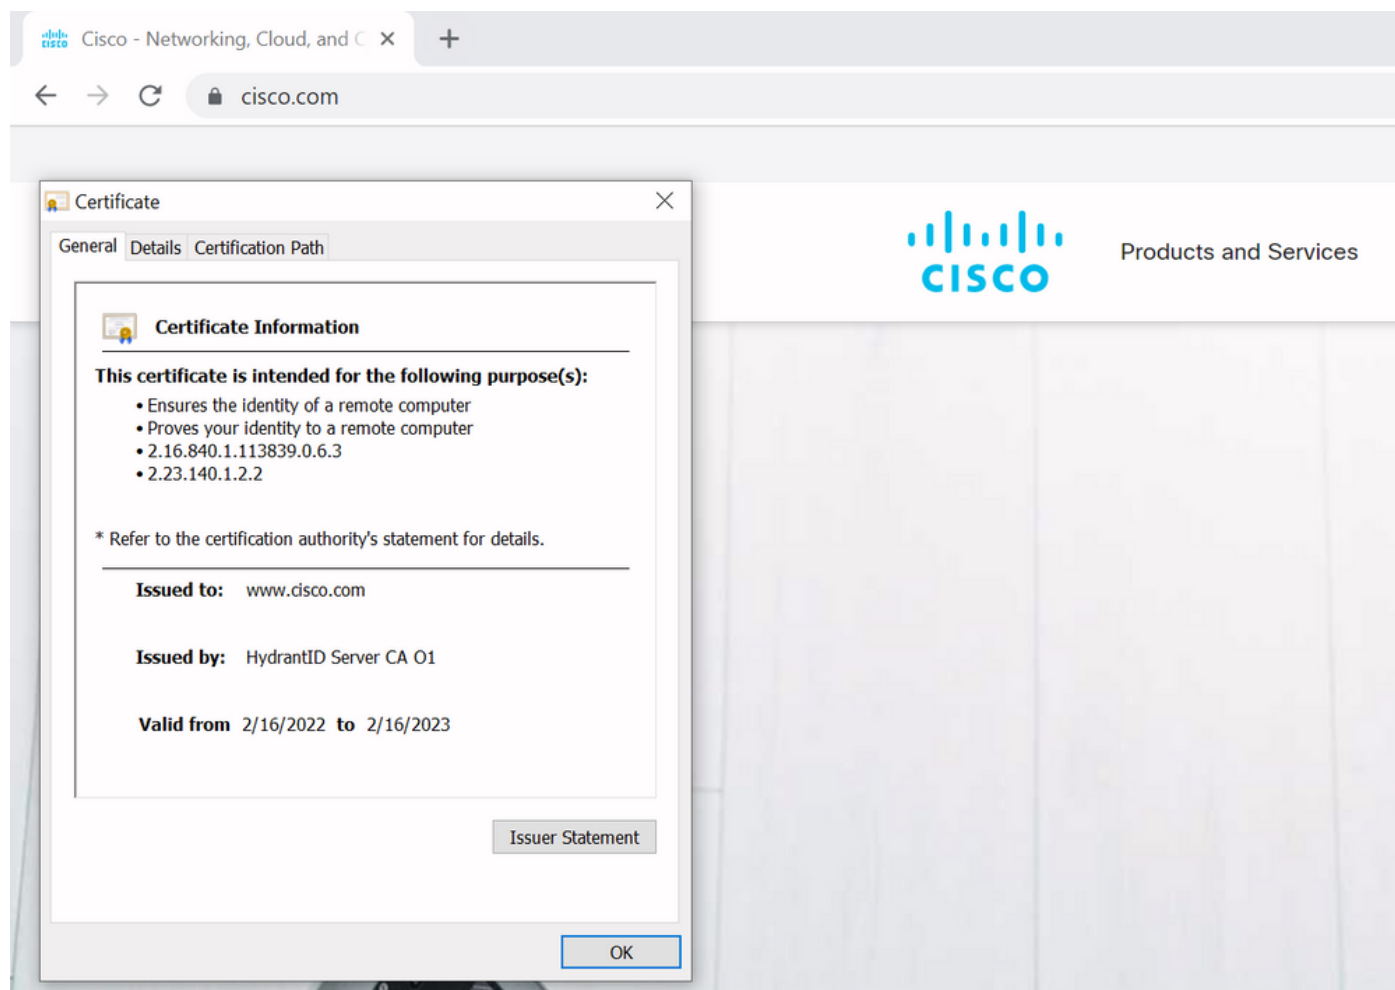 Cisco - Networking, Cloud, and C
cisco.com
Certificate
General Details Certification Path
CISCO Products and Services
Certificate Information
This certificate is intended for the following purpose(s):
• Ensures the identity of a remote computer
• Proves your identity to a remote computer
• 2.16.840.1.113839.0.6.3
• 2.23.140.1.2.2
* Refer to the certification authority's statement for details.
Issued to: www.cisco.com
Issued by: HydrantID Server CA O1
Valid from 2/16/2022 to 2/16/2023
Issuer Statement
OK